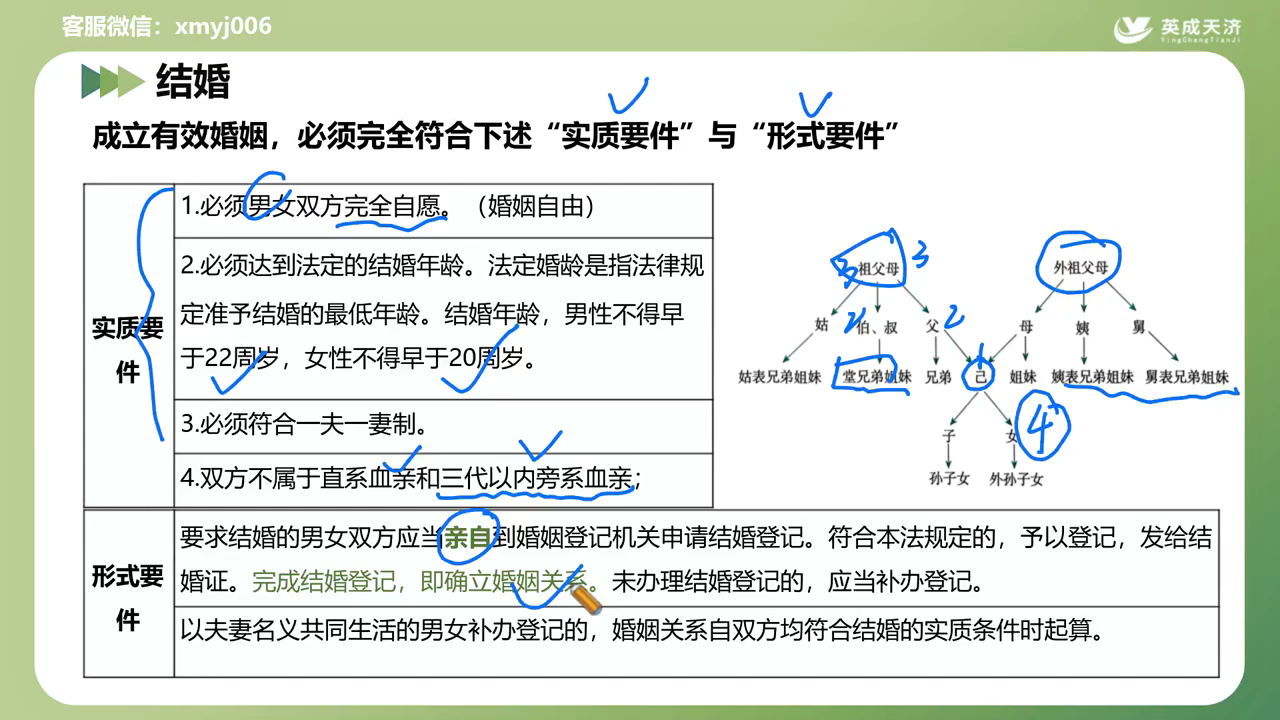 客服微信：xmyj006
英成天济
YingChengTianJi
结婚
成立有效婚姻，必须完全符合下述“实质要件”与“形式要件”
实质要
件
1.必须男女双方完全自愿。（婚姻自由）
2.必须达到法定的结婚年龄。法定婚龄是指法律规
定准予结婚的最低年龄。结婚年龄，男性不得早
于22周岁，女性不得早于20周岁。
3.必须符合一夫一妻制。
4.双方不属于直系血亲和三代以内旁系血亲；
祖父母 3 外祖父母
姑 伯、叔 父 2 母 姨 舅
1
姑表兄弟姐妹 堂兄弟姐妹 兄弟 己 姐妹 姨表兄弟姐妹 舅表兄弟姐妹
子 女 4
孙子女 外孙子女
形式要
件
要求结婚的男女双方应当亲自到婚姻登记机关申请结婚登记。符合本法规定的，予以登记，发给结
婚证。完成结婚登记，即确立婚姻关系。未办理结婚登记的，应当补办登记。
以夫妻名义共同生活的男女补办登记的，婚姻关系自双方均符合结婚的实质条件时起算。